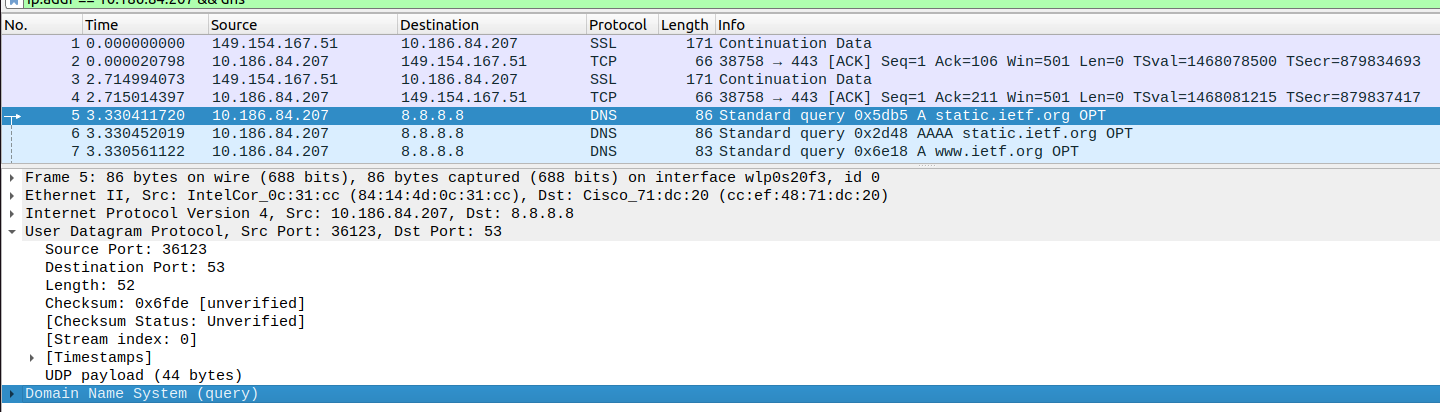 ip.addr == 10.186.84.207 && dns
No. Time Source Destination Protocol Length Info
1 0.000000000 149.154.167.51 10.186.84.207 SSL 171 Continuation Data
2 0.000020798 10.186.84.207 149.154.167.51 TCP 66 38758 → 443 [ACK] Seq=1 Ack=106 Win=501 Len=0 TSval=1468078500 TSecr=879834693
3 2.714994073 149.154.167.51 10.186.84.207 SSL 171 Continuation Data
4 2.715014397 10.186.84.207 149.154.167.51 TCP 66 38758 → 443 [ACK] Seq=1 Ack=211 Win=501 Len=0 TSval=1468081215 TSecr=879837417
5 3.330411720 10.186.84.207 8.8.8.8 DNS 86 Standard query 0x5db5 A static.ietf.org OPT
6 3.330452019 10.186.84.207 8.8.8.8 DNS 86 Standard query 0x2d48 AAAA static.ietf.org OPT
7 3.330561122 10.186.84.207 8.8.8.8 DNS 83 Standard query 0x6e18 A www.ietf.org OPT
Frame 5: 86 bytes on wire (688 bits), 86 bytes captured (688 bits) on interface wlp0s20f3, id 0
Ethernet II, Src: IntelCor_0c:31:cc (84:14:4d:0c:31:cc), Dst: Cisco_71:dc:20 (cc:ef:48:71:dc:20)
Internet Protocol Version 4, Src: 10.186.84.207, Dst: 8.8.8.8
User Datagram Protocol, Src Port: 36123, Dst Port: 53
Source Port: 36123
Destination Port: 53
Length: 52
Checksum: 0x6fde [unverified]
[Checksum Status: Unverified]
[Stream index: 0]
[Timestamps]
UDP payload (44 bytes)
Domain Name System (query)